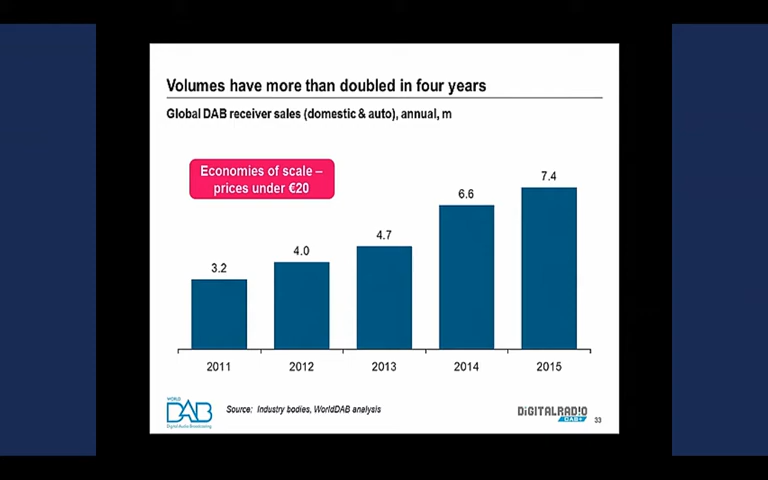 Volumes have more than doubled in four years
Global DAB receiver sales (domestic & auto), annual, m
Economies of scale –
prices under €20
3.2
4.0
4.7
6.6
7.4
2011
2012
2013
2014
2015
WORLD
DAB
Digital Audio Broadcasting
Source: Industry bodies, WorldDAB analysis
DiGiTALRADiO
DAB+
33